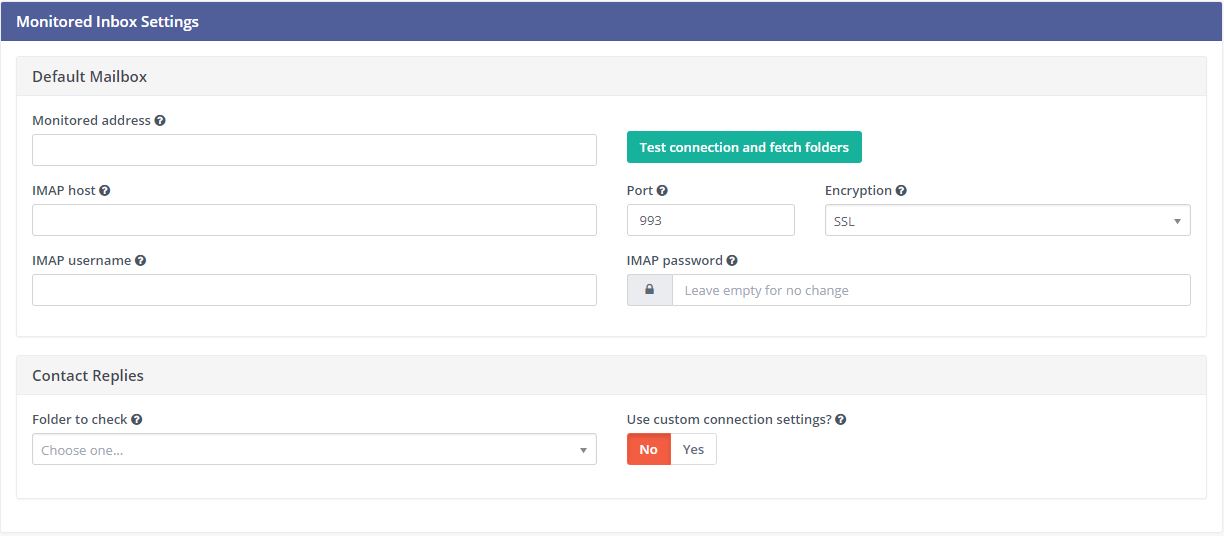 Monitored Inbox Settings
Default Mailbox
Monitored address
Test connection and fetch folders
IMAP host
Port
Encryption
993
SSL
IMAP username
IMAP password
Leave empty for no change
Contact Replies
Folder to check
Use custom connection settings?
Choose one...
No
Yes